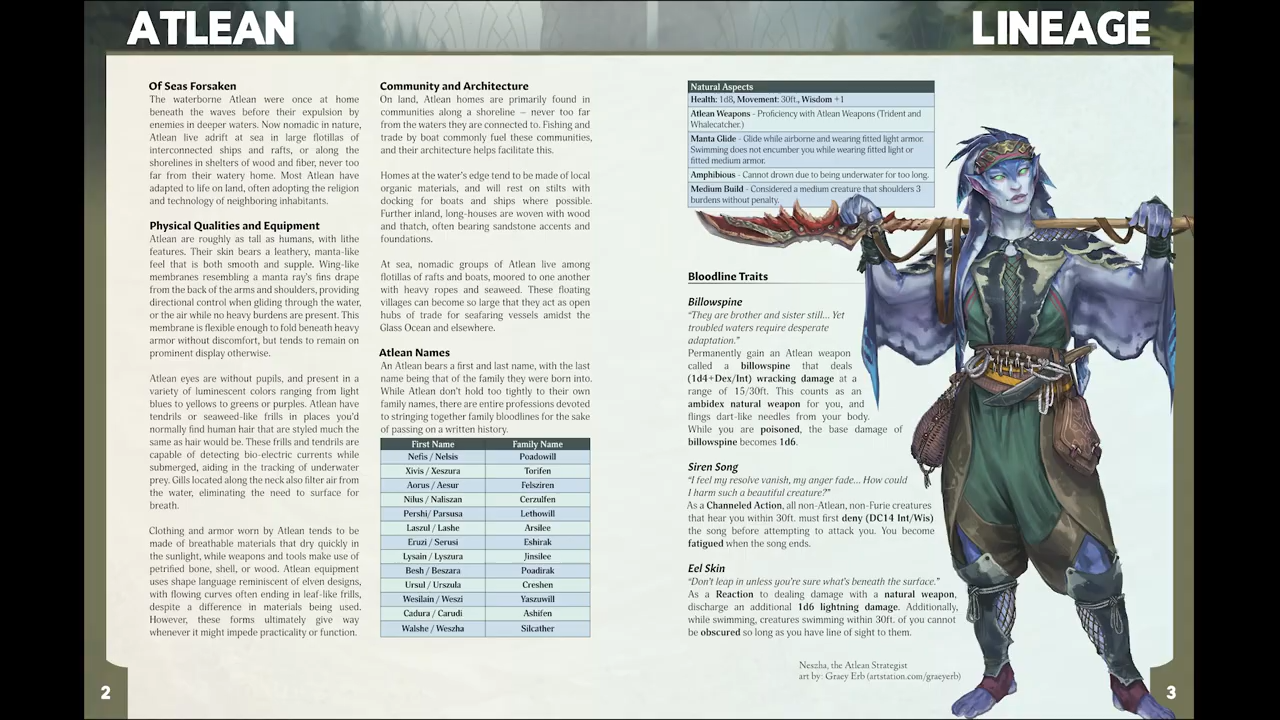 ATLEAN
LINEAGE
Of Seas Forsaken
The waterborne Atlean were once at home
beneath the waves before their expulsion by
enemies in deeper waters. Now nomadic in nature,
Atlean live adrift at sea in large flotillas of
interconnected ships and rafts, or along the
shorelines in shelters of wood and fiber, never too
far from their watery home. Most Atlean have
adapted to life on land, often adopting the religion
and technology of neighboring inhabitants.
Physical Qualities and Equipment
Atlean are roughly as tall as humans, with lithe
features. Their skin bears a leathery, manta-like
feel that is both smooth and supple. Wing-like
membranes resembling a manta ray's fins drape
from the back of the arms and shoulders, providing
directional control when gliding through the water,
or the air while no heavy burdens are present. This
membrane is flexible enough to fold beneath heavy
armor without discomfort, but tends to remain on
prominent display otherwise.
Atlean eyes are without pupils, and present in a
variety of luminescent colors ranging from light
blues to yellows to greens or purples. Atlean have
tendrils or seaweed-like frills in places you'd
normally find human hair that are styled much the
same as hair would be. These frills and tendrils are
capable of detecting bio-electric currents while
submerged, aiding in the tracking of underwater
prey. Gills located along the neck also filter air from
the water, eliminating the need to surface for
breath.
Clothing and armor worn by Atlean tends to be
made of breathable materials that dry quickly in
the sunlight, while weapons and tools make use of
petrified bone, shell, or wood. Atlean equipment
uses shape language reminiscent of elven designs,
with flowing curves often ending in leaf-like frills,
despite a difference in materials being used.
However, these forms ultimately give way
whenever it might impede practicality or function.
2
Community and Architecture
On land, Atlean homes are primarily found in
communities along a shoreline – never too far
from the waters they are connected to. Fishing and
trade by boat commonly fuel these communities,
and their architecture helps facilitate this.
Homes at the water's edge tend to be made of local
organic materials, and will rest on stilts with
docking for boats and ships where possible.
Further inland, long-houses are woven with wood
and thatch, often bearing sandstone accents and
foundations.
At sea, nomadic groups of Atlean live among
flotillas of rafts and boats, moored to one another
with heavy ropes and seaweed. These floating
villages can become so large that they act as open
hubs of trade for seafaring vessels amidst the
Glass Ocean and elsewhere.
Atlean Names
An Atlean bears a first and last name, with the last
name being that of the family they were born into.
While Atlean don't hold too tightly to their own
family names, there are entire professions devoted
to stringing together family bloodlines for the sake
of passing on a written history.
First Name Family Name
Nefis / Nelsis Poadowill
Xivis / Xeszura Torifen
Aorus / Aesur Felsziren
Nilus / Naliszan Cerzulfen
Pershi/ Parsusa Lethowill
Laszul / Lashe Arsilee
Eruzi / Serusi Eshirak
Lysain / Lyszura Jinsilee
Besh / Beszara Poadirak
Ursul / Urszula Creshen
Wesilain / Weszi Yaszuwill
Cadura / Carudi Ashifen
Walshe / Weszha Silcather
Natural Aspects
Health: 1d8, Movement: 30ft., Wisdom +1
Atlean Weapons - Proficiency with Atlean Weapons (Trident and
Whalecatcher.)
Manta Glide - Glide while airborne and wearing fitted light armor.
Swimming does not encumber you while wearing fitted light or
fitted medium armor.
Amphibious - Cannot drown due to being underwater for too long.
Medium Build - Considered a medium creature that shoulders 3
burdens without penalty.
Bloodline Traits
Billowspine
"They are brother and sister still... Yet
troubled waters require desperate
adaptation."
Permanently gain an Atlean weapon
called a billowspine that deals
(1d4+Dex/Int) wracking damage at a
range of 15/30ft. This counts as an
ambidex natural weapon for you, and
flings dart-like needles from your body.
While you are poisoned, the base damage of
billowspine becomes 1d6.
Siren Song
"I feel my resolve vanish, my anger fade... How could
I harm such a beautiful creature?"
As a Channeled Action, all non-Atlean, non-Furie creatures
that hear you within 30ft. must first deny (DC14 Int/Wis)
the song before attempting to attack you. You become
fatigued when the song ends.
Eel Skin
"Don't leap in unless you're sure what's beneath the surface."
As a Reaction to dealing damage with a natural weapon,
discharge an additional 1d6 lightning damage. Additionally,
while swimming, creatures swimming within 30ft. of you cannot
be obscured so long as you have line of sight to them.
Neszha, the Atlean Strategist
art by: Graey Erb (artstation.com/graeyerb)
3